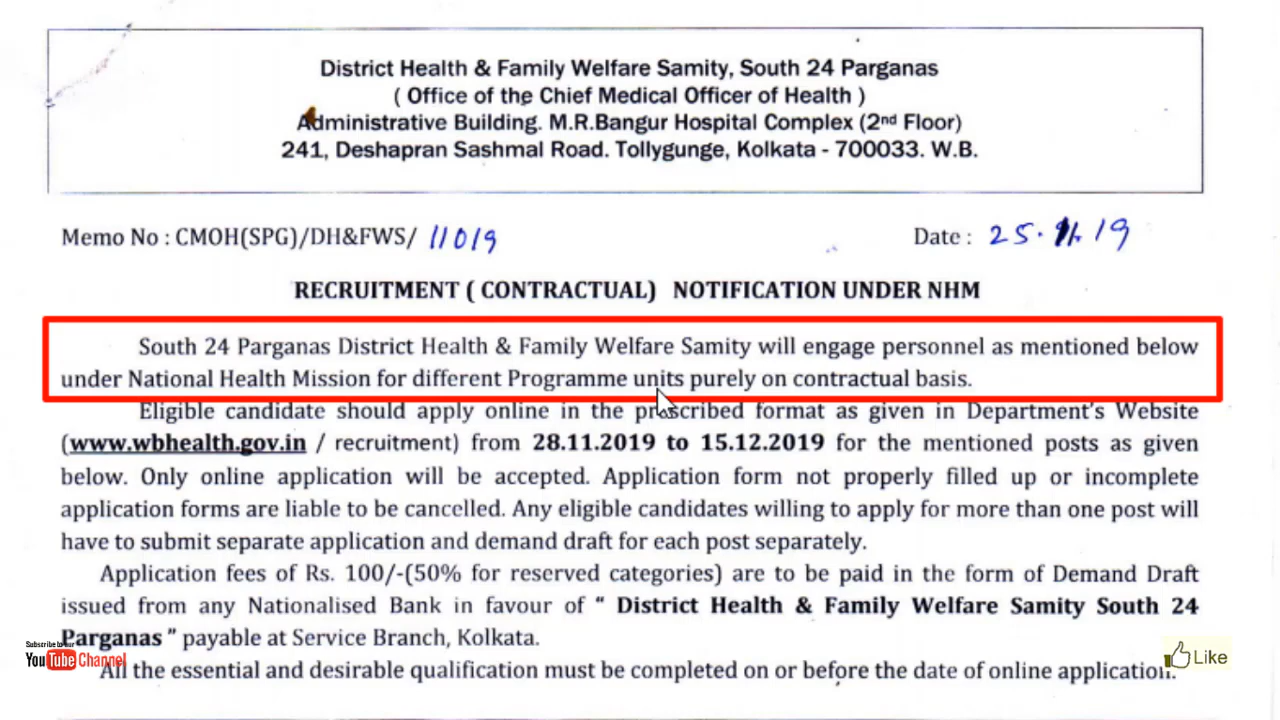 District Health & Family Welfare Samity, South 24 Parganas
( Office of the Chief Medical Officer of Health )
Administrative Building. M.R.Bangur Hospital Complex (2nd Floor)
241, Deshapran Sashmal Road. Tollygunge, Kolkata - 700033. W.B.
Memo No : CMOH(SPG)/DH&FWS/ 11019
Date : 25.11.19
RECRUITMENT ( CONTRACTUAL) NOTIFICATION UNDER NHM
South 24 Parganas District Health & Family Welfare Samity will engage personnel as mentioned below
under National Health Mission for different Programme units purely on contractual basis.
Eligible candidate should apply online in the prescribed format as given in Department's Website
(www.wbhealth.gov.in / recruitment) from 28.11.2019 to 15.12.2019 for the mentioned posts as given
below. Only online application will be accepted. Application form not properly filled up or incomplete
application forms are liable to be cancelled. Any eligible candidates willing to apply for more than one post will
have to submit separate application and demand draft for each post separately.
Application fees of Rs. 100/-(50% for reserved categories) are to be paid in the form of Demand Draft
issued from any Nationalised Bank in favour of " District Health & Family Welfare Samity South 24
Parganas " payable at Service Branch, Kolkata.
All the essential and desirable qualification must be completed on or before the date of online application.
Subscribe to our
YouTube Channel
Like